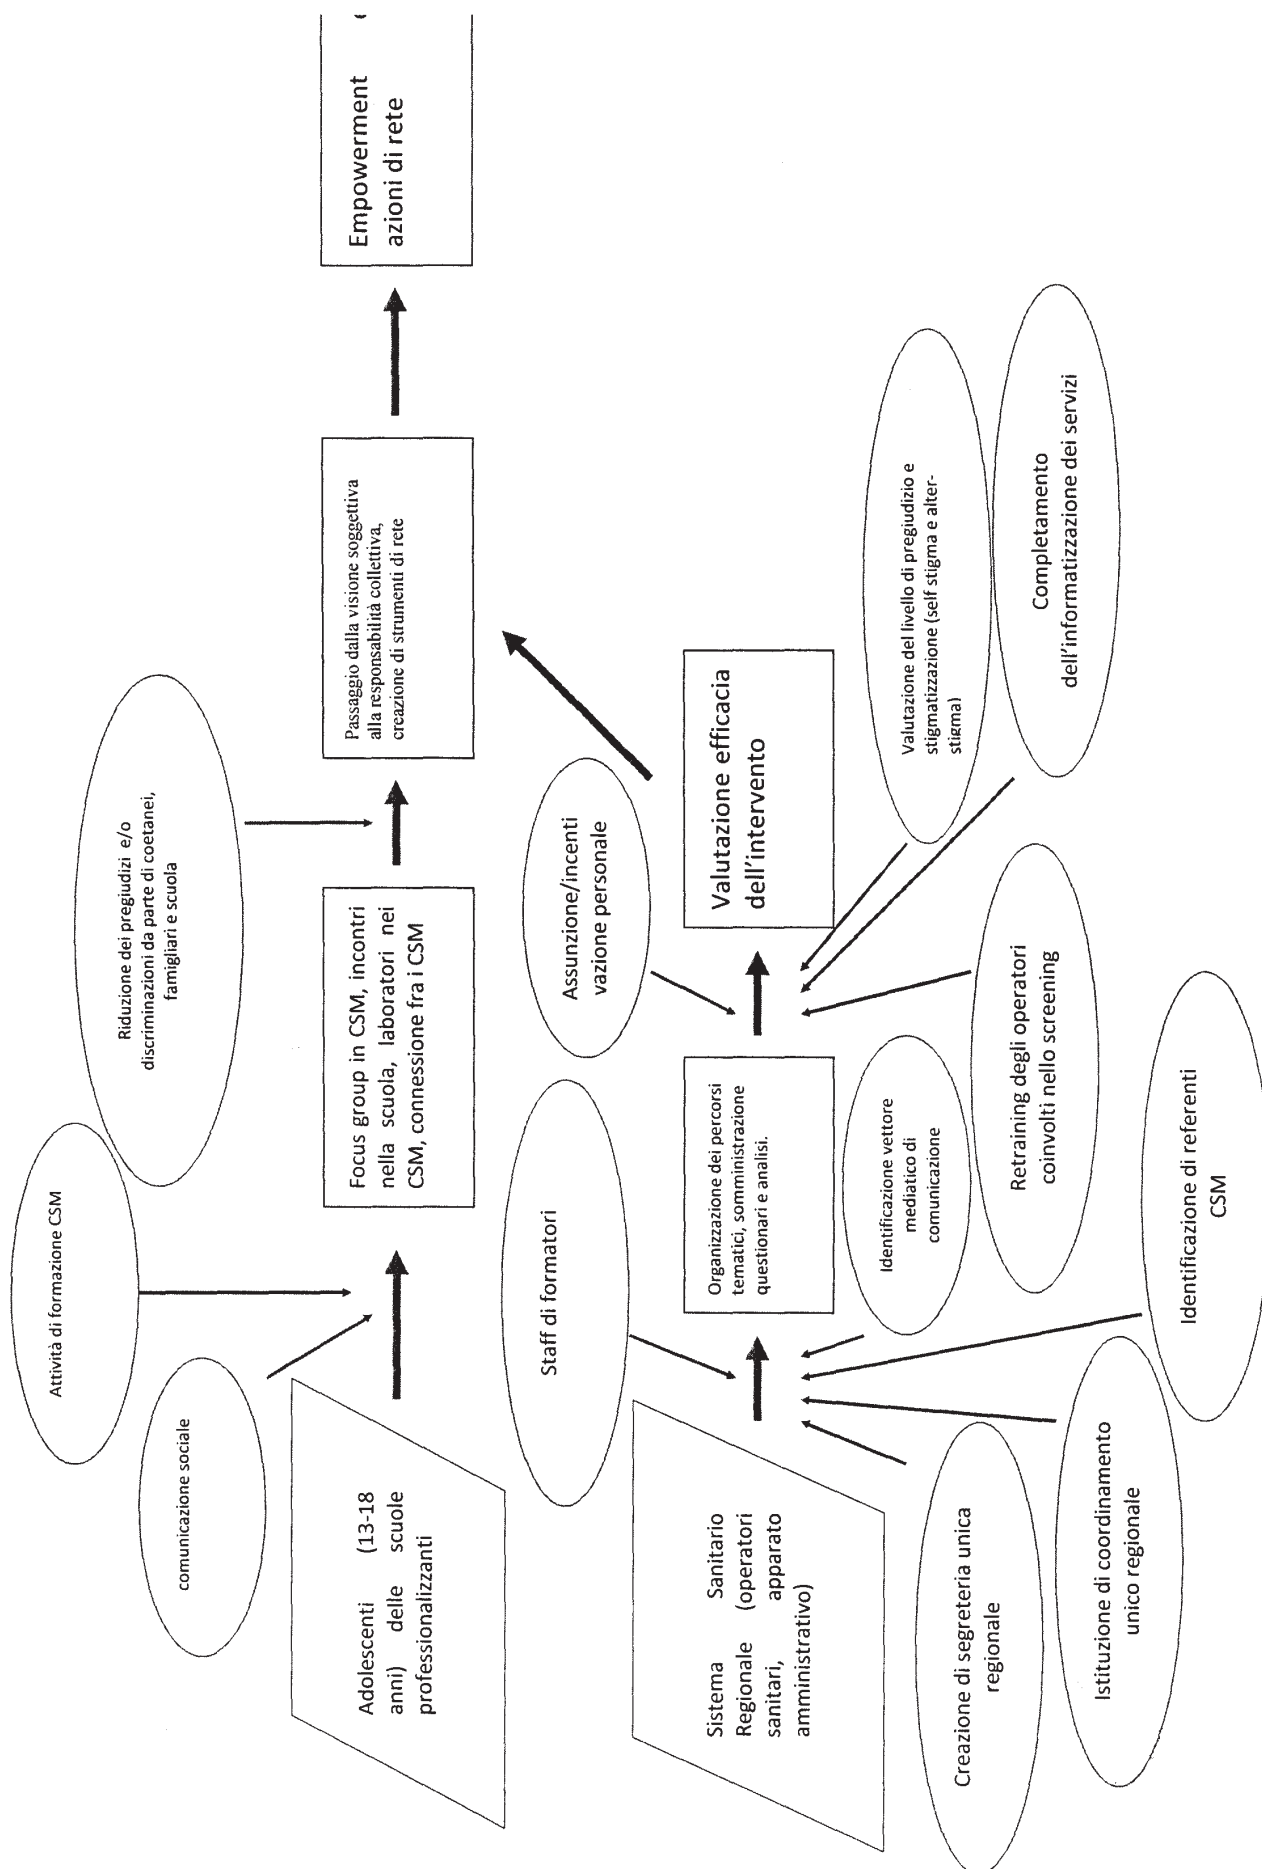 Attività di formazione CSM
Riduzione dei pregiudizi e/o
discriminazioni da parte di coetanei,
famigliari e scuola
comunicazione sociale
Adolescenti (13-18
anni) delle scuole
professionalizzanti
Focus group in CSM, incontri
nella scuola, laboratori nei
CSM, connessione fra i CSM
Passaggio dalla visione soggettiva
alla responsabilità collettiva,
creazione di strumenti di rete
Empowerment
azioni di rete
Staff di formatori
Assunzione/incenti
vazione personale
Sistema Sanitario
Regionale (operatori
sanitari, apparato
amministrativo)
Organizzazione dei percorsi
tematici, somministrazione
questionari e analisi.
Valutazione efficacia
dell'intervento
Identificazione vettore
mediatico di
comunicazione
Valutazione del livello di pregiudizio e
stigmatizzazione (self stigma e alter-
stigma)
Creazione di segreteria unica
regionale
Retraining degli operatori
coinvolti nello screening
Completamento
dell'informatizzazione dei servizi
Istituzione di coordinamento
unico regionale
Identificazione di referenti
CSM